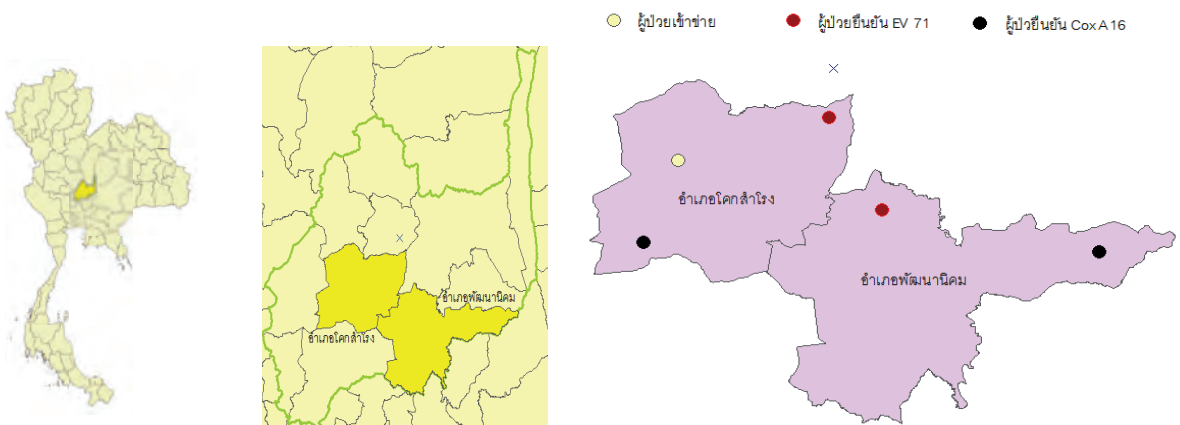 ผู้ป่วยเข้าข่าย
ผู้ป่วยยืนยัน EV 71
ผู้ป่วยืนยัน Cox A 16
อำเภอพัฒนานิคม
อำเภอโคกสำโรง
อำเภอโคกสำโรง
อำเภอพัฒนานิคม